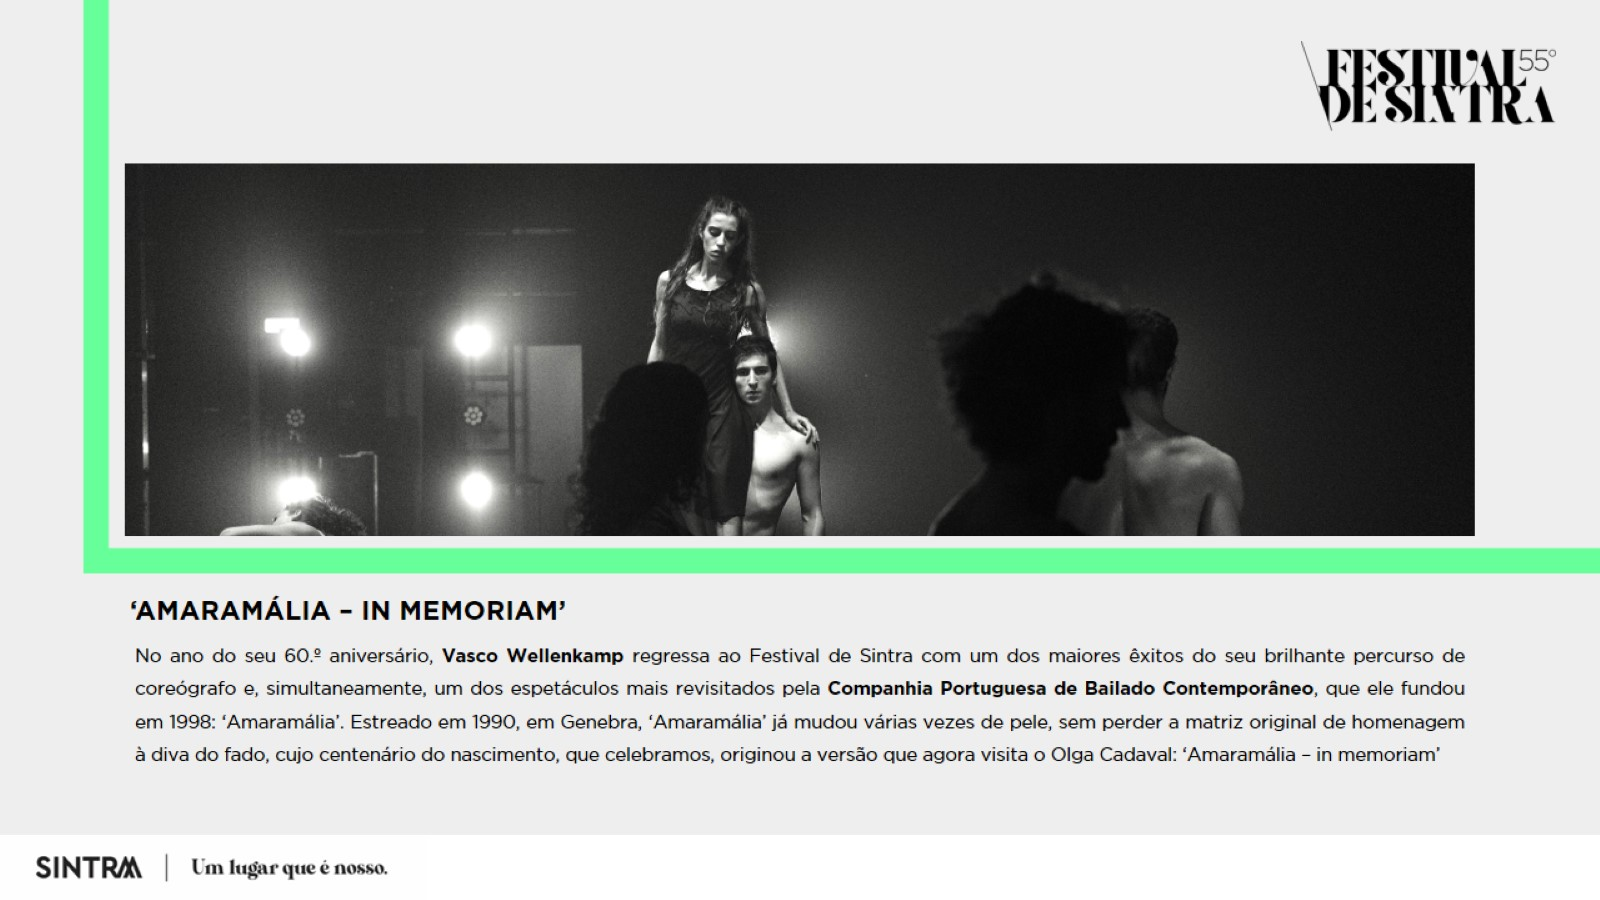 FESTIVAL 55º
DE SINTRA
‘AMARAMÁLIA – IN MEMORIAM’
No ano do seu 60.º aniversário, Vasco Wellenkamp regressa ao Festival de Sintra com um dos maiores êxitos do seu brilhante percurso de
coreógrafo e, simultaneamente, um dos espetáculos mais revisitados pela Companhia Portuguesa de Bailado Contemporâneo, que ele fundou
em 1998: ‘Amaramália’. Estreado em 1990, em Genebra, ‘Amaramália’ já mudou várias vezes de pele, sem perder a matriz original de homenagem
à diva do fado, cujo centenário do nascimento, que celebramos, originou a versão que agora visita o Olga Cadaval: ‘Amaramália – in memoriam’
SINTRA | Um lugar que é nosso.